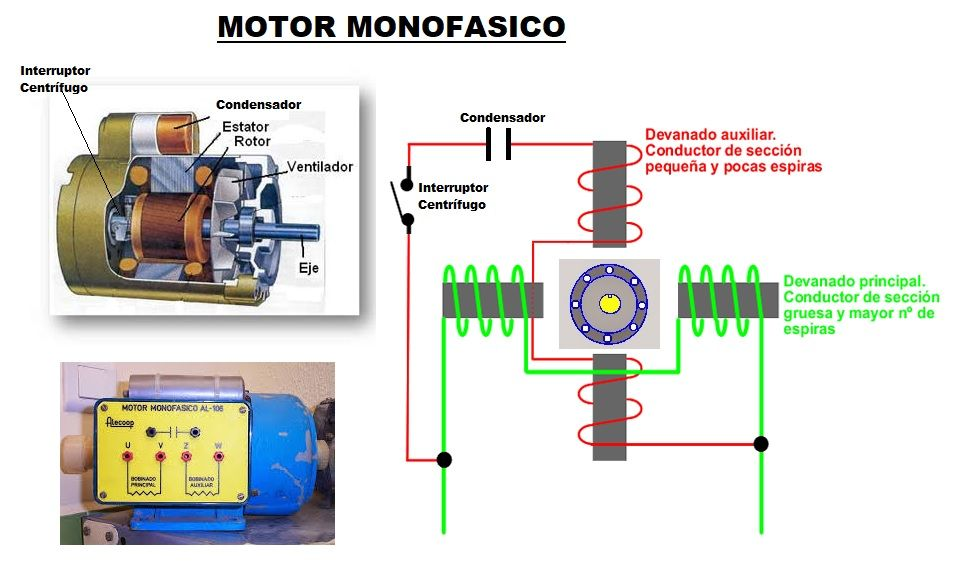 MOTOR MONOFASICO
Interruptor
Centrífugo
Condensador
Estator
Rotor
Ventilador
Eje
Condensador
Interruptor
Centrífugo
Devanado auxiliar.
Conductor de sección
pequeña y pocas espiras
Devanado principal.
Conductor de sección
gruesa y mayor nº de
espiras
MOTOR MONOFASICO AL-106
Alecoop
U V Z W
BOBINADO
PRINCIPAL
BOBINADO
AUXILIAR